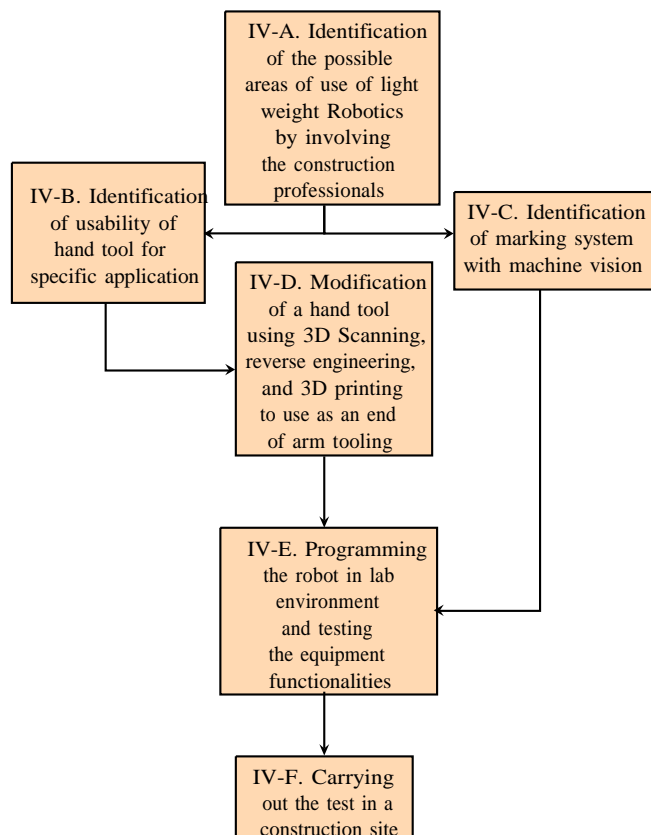 IV-A. Identification
of the possible
areas of use of light
weight Robotics
by involving
the construction
professionals
IV-B. Identification
of usability of
hand tool for
specific application
IV-C. Identification
of marking system
with machine vision
IV-D. Modification
of a hand tool
using 3D Scanning,
reverse engineering,
and 3D printing
to use as an end
of arm tooling
IV-E. Programming
the robot in lab
environment
and testing
the equipment
functionalities
IV-F. Carrying
out the test in a
construction site